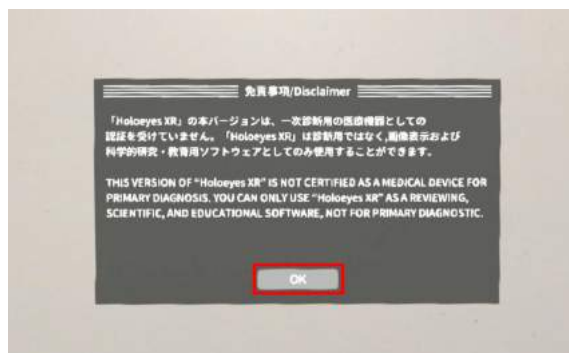 免責事項/Disclaimer
「Holoeyes XR」の本バージョンは、一次診断用の医療機器としての
認証を受けていません。「Holoeyes XR」は診断用ではなく,画像表示および
科学的研究・教育用ソフトウェアとしてのみ使用することができます。
THIS VERSION OF "Holoeyes XR" IS NOT CERTIFIED AS A MEDICAL DEVICE FOR
PRIMARY DIAGNOSIS. YOU CAN ONLY USE "Holoeyes XR" AS A REVIEWING,
SCIENTIFIC, AND EDUCATIONAL SOFTWARE, NOT FOR PRIMARY DIAGNOSTIC.
OK